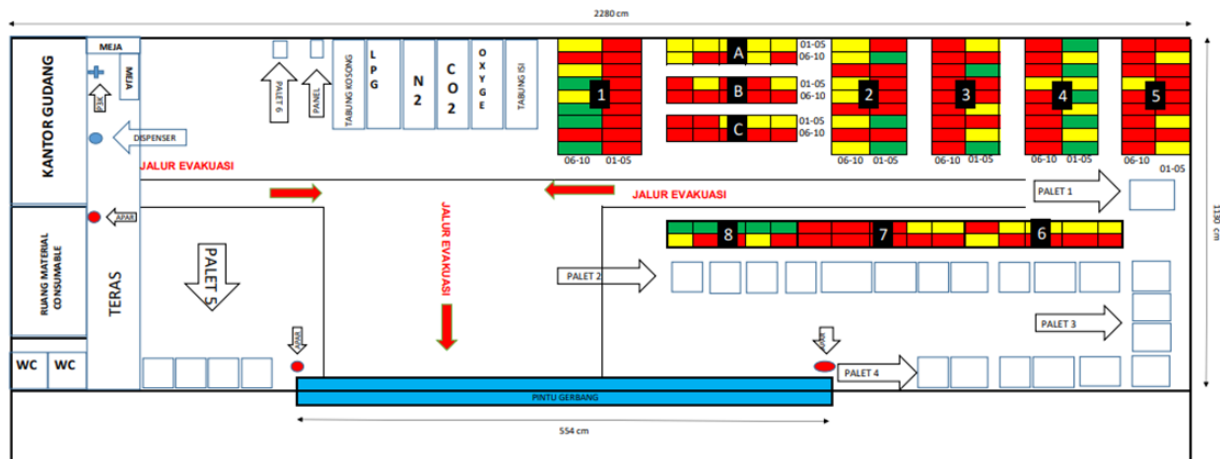 2280 cm
KANTOR GGUDANG
MEJA
MEJA
P3K
DISPENSER
PALET 6
PANEL
TABUNG KOSONG
LPG
N2
CO2
OXYGE
TABUNG ISI
1
A
01-05
06-10
B
01-05
06-10
C
01-05
06-10
2
3
4
5
06-10 01-05
06-10 01-05
06-10 01-05
06-10 01-05
06-10
01-05
JALUR EVAKUASI
JALUR EVAKUASI
JALUR EVAKUASI
PALET 1
APAR
RUANG MATERIAL
CONSUMABLE
TERAS
PALET 5
8
7
6
PALET 2
PALET 3
1130 cm
APAR
APAR
PALET 4
WC
WC
PINTU GERBANG
554 cm